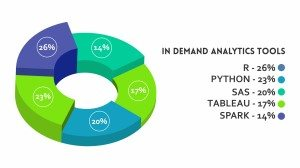 26%
14%
17%
20%
23%
IN DEMAND ANALYTICS TOOLS
R - 26%
PYTHON - 23%
SAS - 20%
TABLEAU - 17%
SPARK - 14%